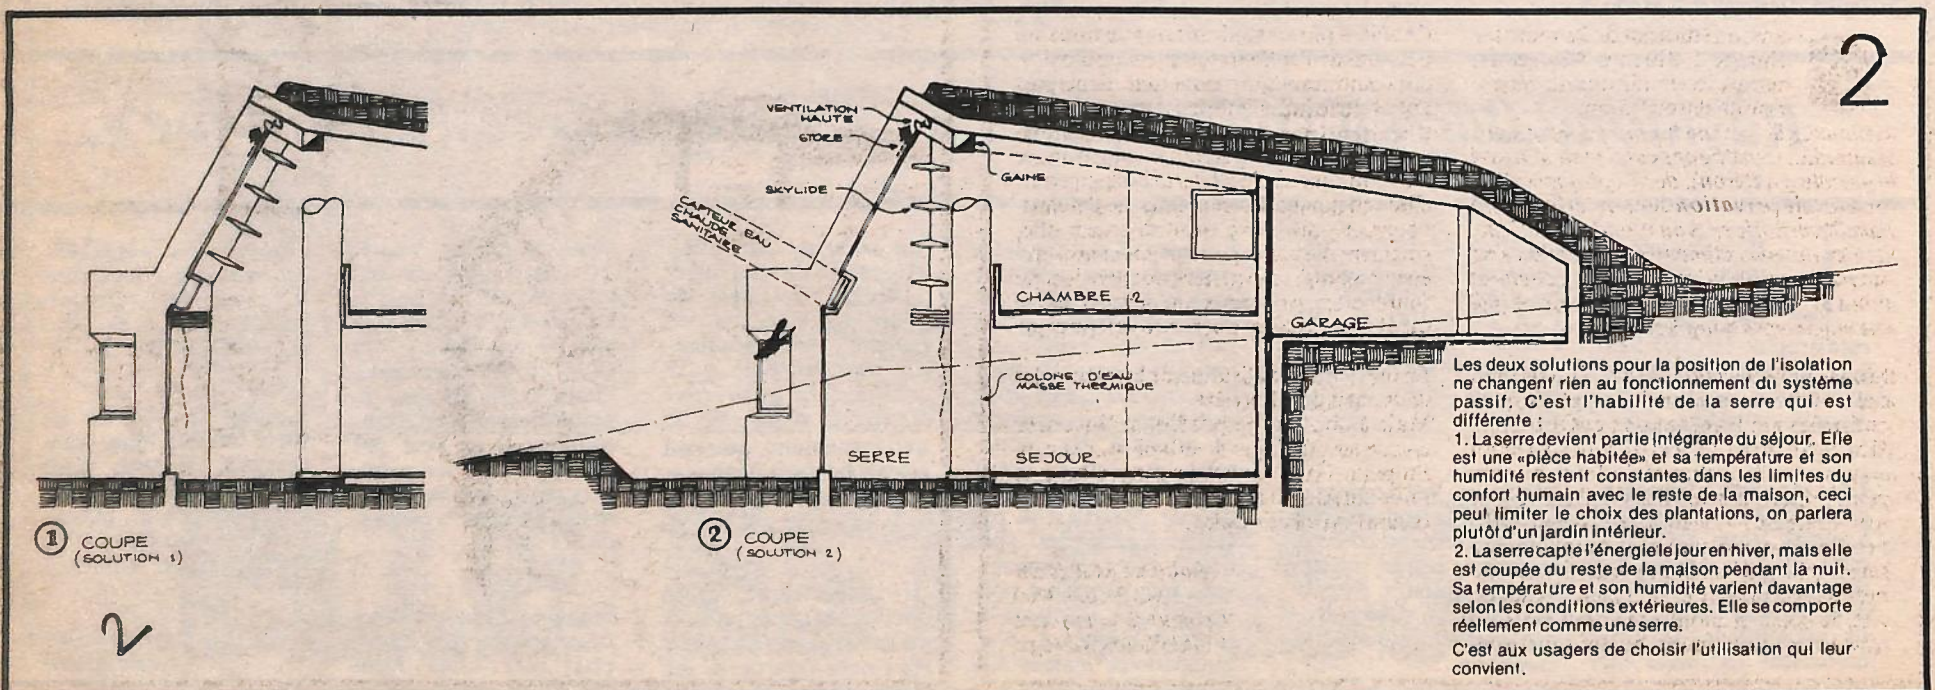 2
VENTILATION
HAUTE
STORE
SKYLIDE
GAINE
CAPTEUR EAU
CHAUDE
SANITAIRE
CHAMBRE 2
GARAGE
COLONE D'EAU
MASSE THERMIQUE
SERRE
SEJOUR
1 COUPE
(SOLUTION 1)
2 COUPE
(SOLUTION 2)
2
Les deux solutions pour la position de l'isolation
ne changent rien au fonctionnement du système
passif. C'est l'habilité de la serre qui est
différente :
1. La serre devient partie intégrante du séjour. Elle
est une «pièce habitée» et sa température et son
humidité restent constantes dans les limites du
confort humain avec le reste de la maison, ceci
peut limiter le choix des plantations, on parlera
plutôt d'un jardin intérieur.
2. La serre capte l'énergie le jour en hiver, mais elle
est coupée du reste de la maison pendant la nuit.
Sa température et son humidité varient davantage
selon les conditions extérieures. Elle se comporte
réellement comme une serre.
C'est aux usagers de choisir l'utilisation qui leur
convient.